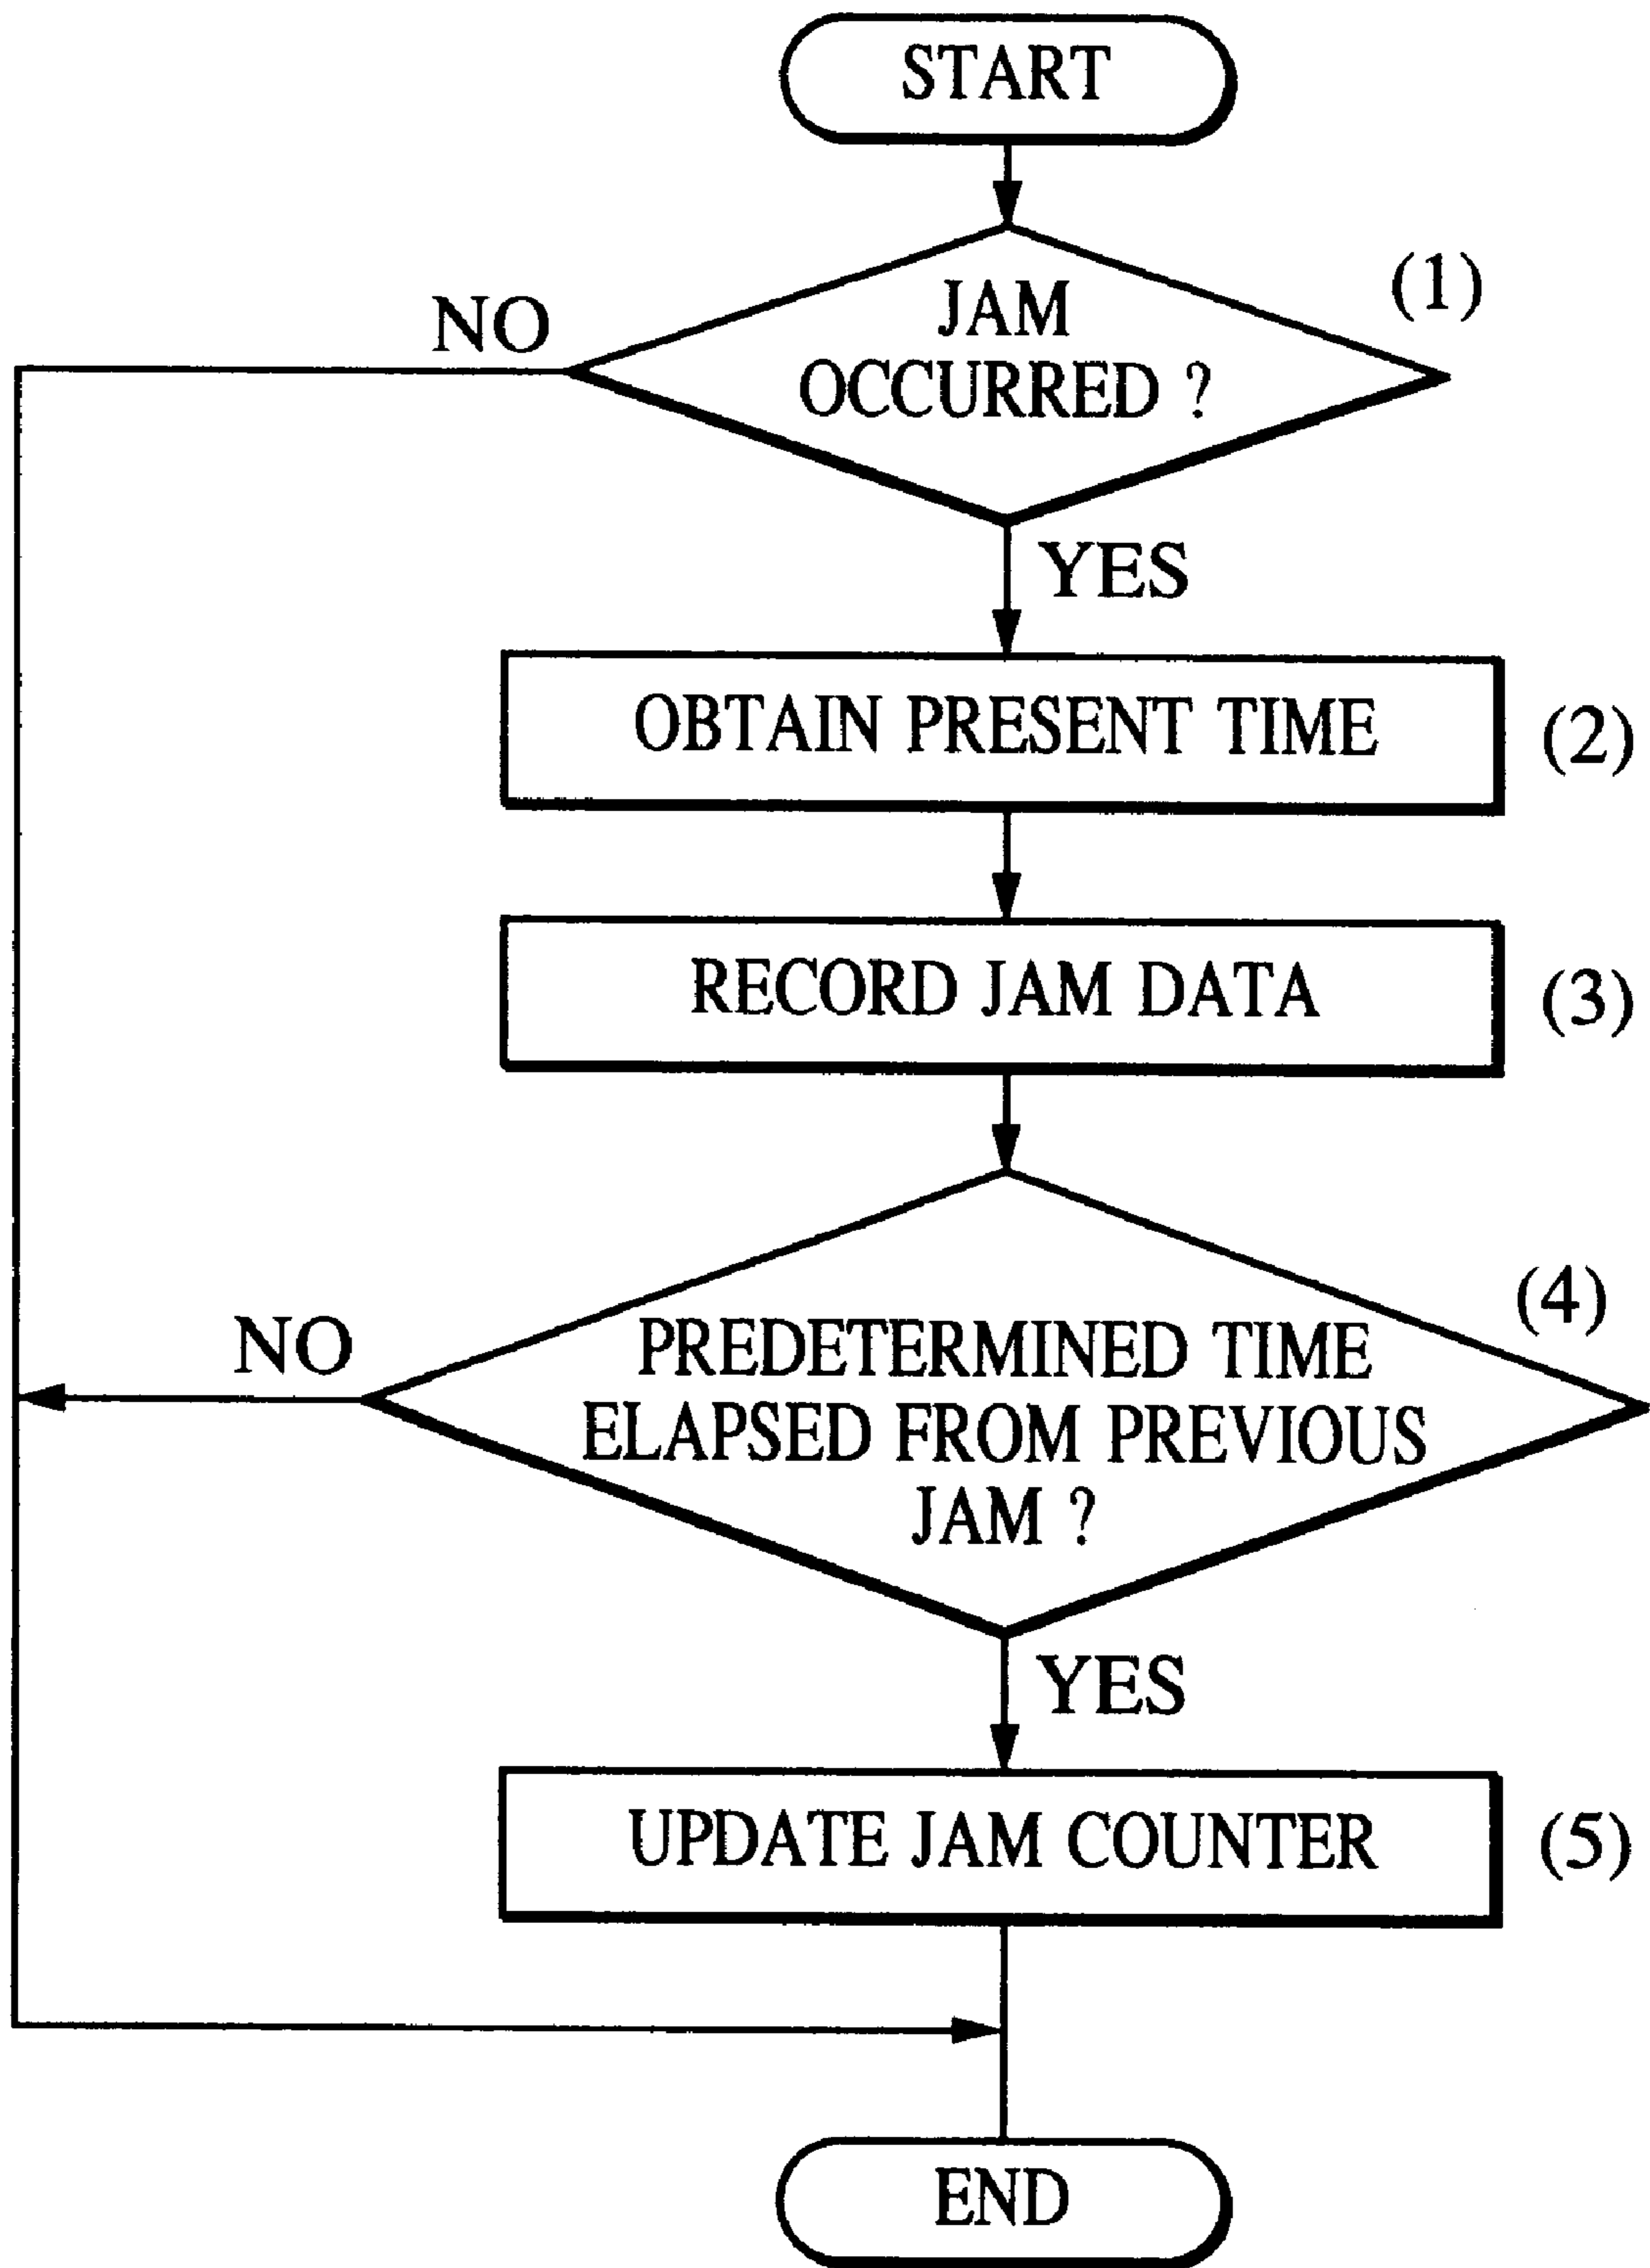 START
(1)
JAM
OCCURRED ?
NO
YES
OBTAIN PRESENT TIME
(2)
RECORD JAM DATA
(3)
(4)
PREDETERMINED TIME
ELAPSED FROM PREVIOUS
JAM ?
NO
YES
UPDATE JAM COUNTER
(5)
END